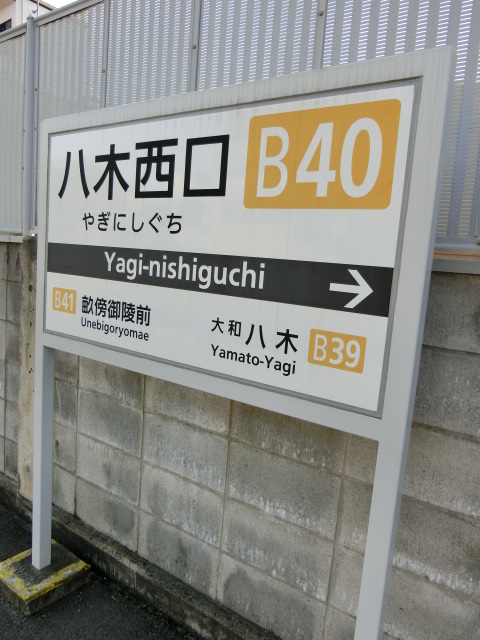 八木西口 B40
やぎにしぐち
Yagi-nishiguchi →
B41 畝傍御陵前
Unebigoryomae
大和八木 B39
Yamato-Yagi